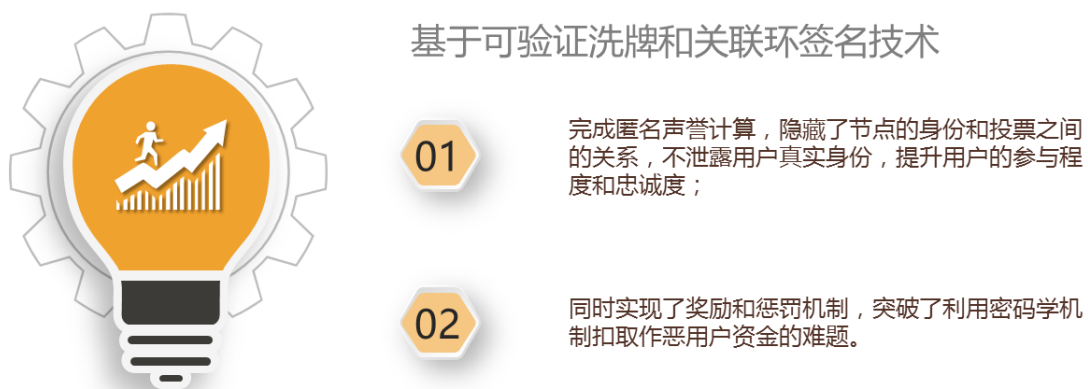 基于可验证洗牌和关联环签名技术
01
完成匿名声誉计算，隐藏了节点的身份和投票之间
的关系，不泄露用户真实身份，提升用户的参与程
度和忠诚度；
02
同时实现了奖励和惩罚机制，突破了利用密码学机
制扣取作恶用户资金的难题。